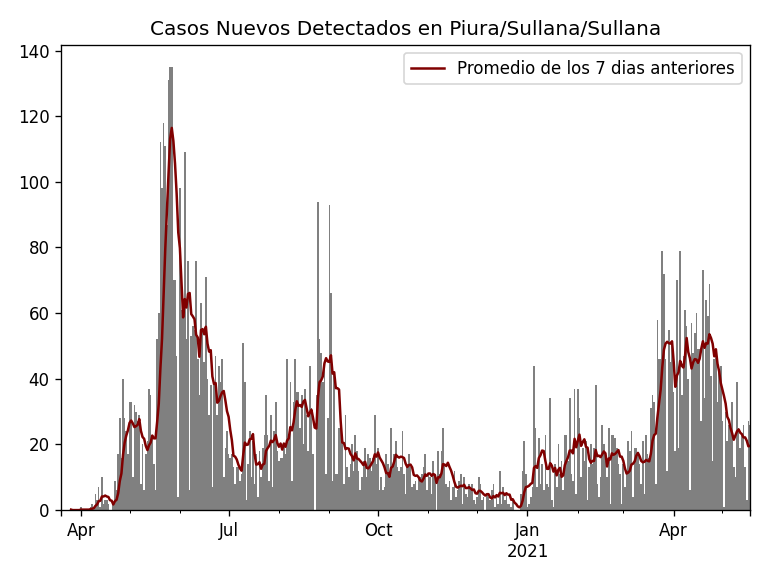 Casos Nuevos Detectados en Piura/Sullana/Sullana
Promedio de los 7 dias anteriores
140
120
100
80
60
40
20
0
Apr
Jul
Oct
Jan
2021
Apr